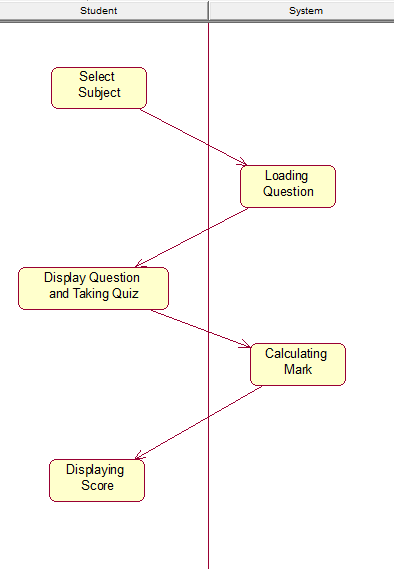 Student
System
Select
Subject
Loading
Question
Display Question
and Taking Quiz
Calculating
Mark
Displaying
Score